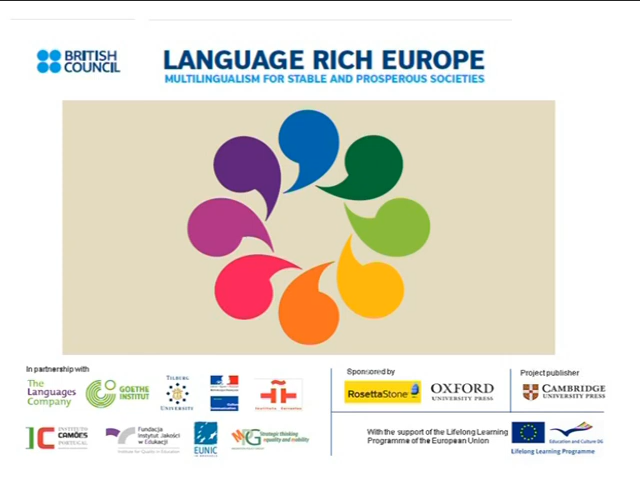 BRITISH
COUNCIL
LANGUAGE RICH EUROPE
MULTILINGUALISM FOR STABLE AND PROSPEROUS SOCIETIES
In partnership with
The
Languages
Company
GOETHE
INSTITUT
TILBURG
UNIVERSITY
Instituto Cervantes
INSTITUTO
CAMÕES
PORTUGAL
Fundacja
Instytut Jakości
w Edukacji
Institute for Quality in Education
EUNIC
IN BRUSSELS
Strategic thinking
equality and mobility
Sponsored by
RosettaStone
OXFORD
UNIVERSITY PRESS
Project publisher
CAMBRIDGE
UNIVERSITY PRESS
With the support of the Lifelong Learning
Programme of the European Union
Education and Culture DG
Lifelong Learning Programme